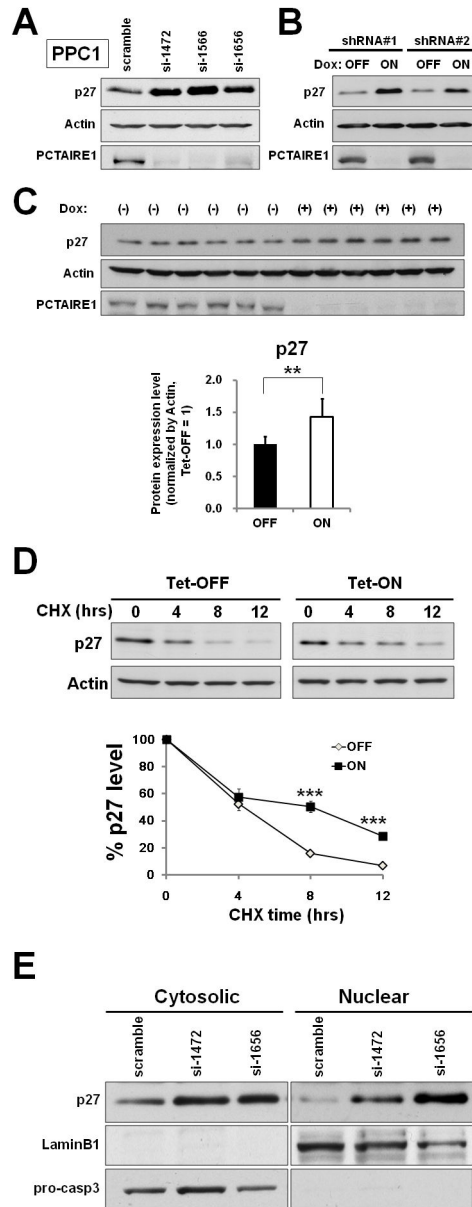 A
PPC1
scramble
si-1472
si-1566
si-1656
p27
Actin
PCTAIRE1
B
shRNA#1 shRNA#2
Dox: OFF ON OFF ON
p27
Actin
PCTAIRE1
C
Dox: (-) (-) (-) (-) (-) (-) (+) (+) (+) (+) (+) (+)
p27
Actin
PCTAIRE1
p27
**
Protein expression level
(normalized by Actin,
Tet-OFF = 1)
2.0
1.5
1.0
0.5
0.0
OFF ON
D
Tet-OFF Tet-ON
CHX (hrs) 0 4 8 12 0 4 8 12
p27
Actin
% p27 level
100
80
60
40
20
0
OFF
ON
***
***
0 4 8 12
CHX time (hrs)
E
Cytosolic Nuclear
scramble
si-1472
si-1656
scramble
si-1472
si-1656
p27
LaminB1
pro-casp3